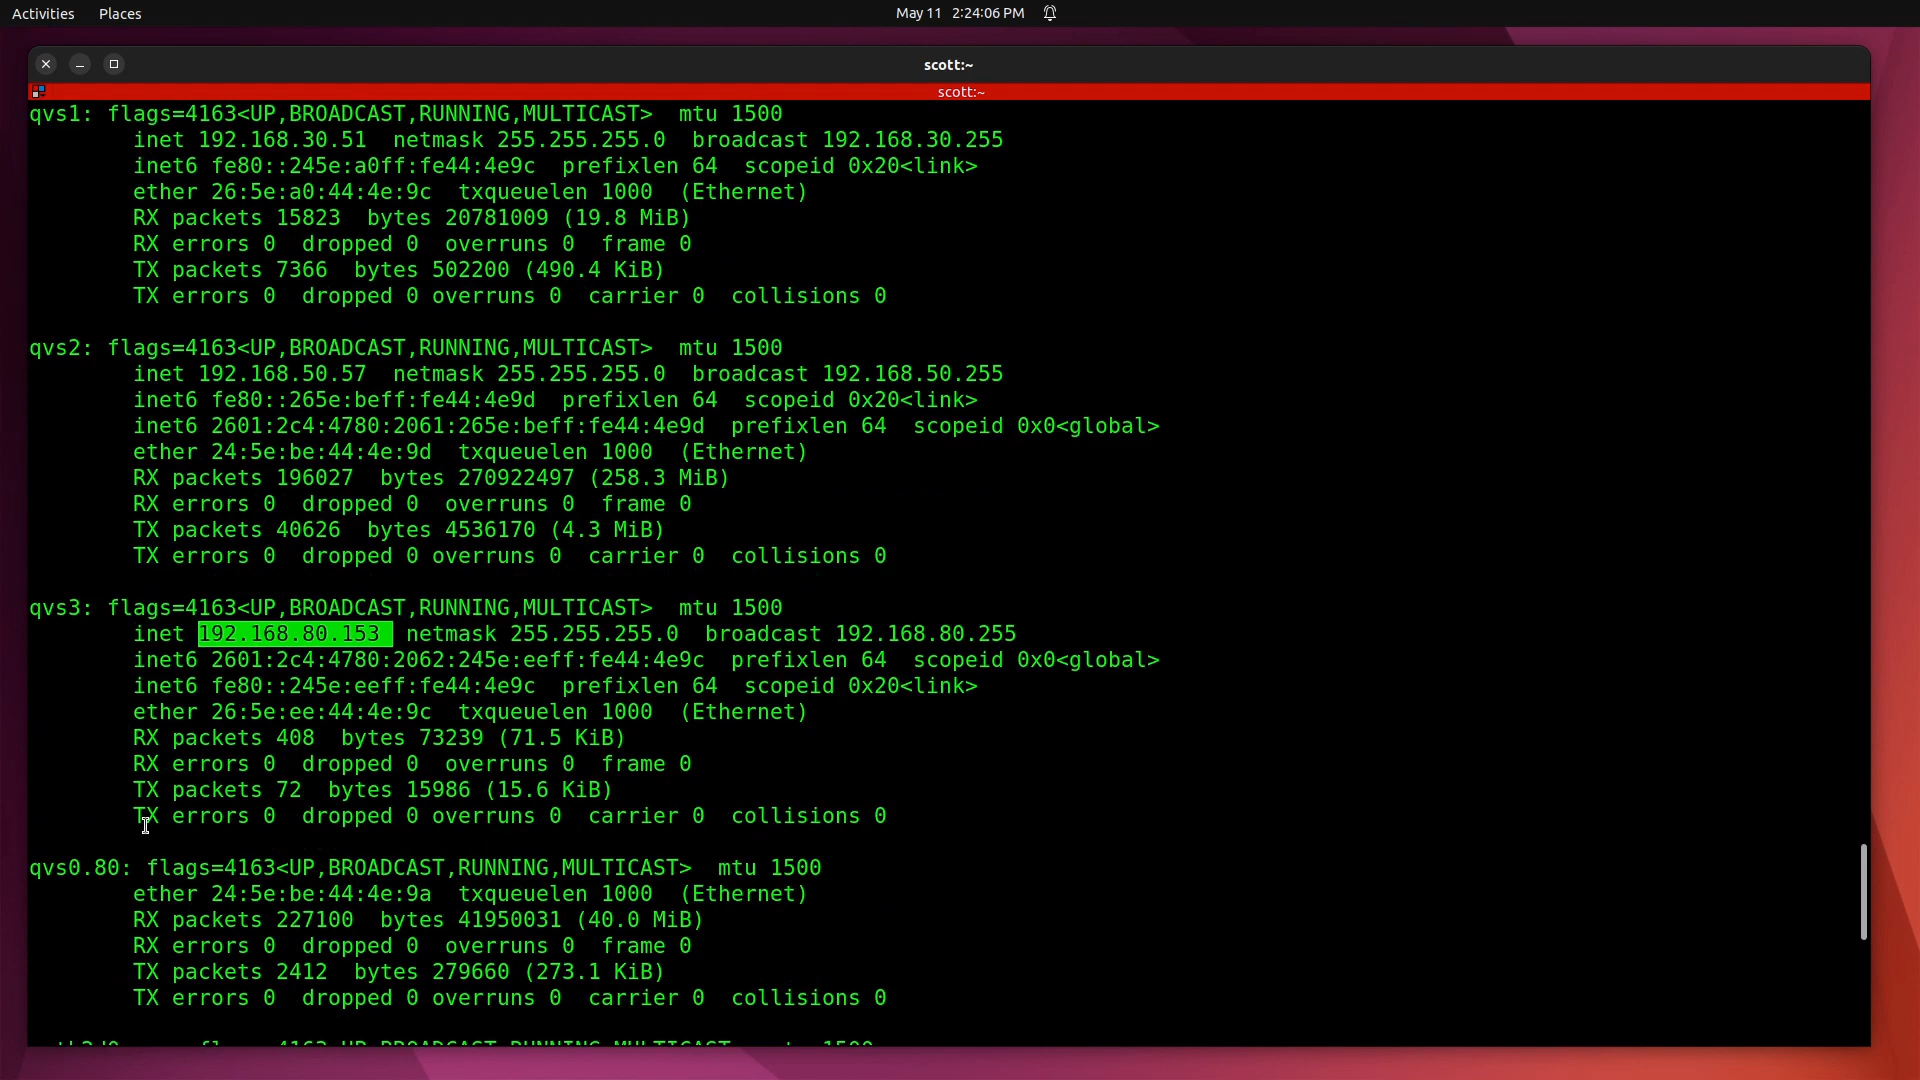 Activities Places May 11 2:24:06 PM
scott:~
scott:~
qvs1: flags=4163<UP,BROADCAST,RUNNING,MULTICAST>  mtu 1500
        inet 192.168.30.51  netmask 255.255.255.0  broadcast 192.168.30.255
        inet6 fe80::245e:a0ff:fe44:4e9c  prefixlen 64  scopeid 0x20<link>
        ether 26:5e:a0:44:4e:9c  txqueuelen 1000  (Ethernet)
        RX packets 15823  bytes 20781009 (19.8 MiB)
        RX errors 0  dropped 0  overruns 0  frame 0
        TX packets 7366  bytes 502200 (490.4 KiB)
        TX errors 0  dropped 0 overruns 0  carrier 0  collisions 0

qvs2: flags=4163<UP,BROADCAST,RUNNING,MULTICAST>  mtu 1500
        inet 192.168.50.57  netmask 255.255.255.0  broadcast 192.168.50.255
        inet6 fe80::265e:beff:fe44:4e9d  prefixlen 64  scopeid 0x20<link>
        inet6 2601:2c4:4780:2061:265e:beff:fe44:4e9d  prefixlen 64  scopeid 0x0<global>
        ether 24:5e:be:44:4e:9d  txqueuelen 1000  (Ethernet)
        RX packets 196027  bytes 270922497 (258.3 MiB)
        RX errors 0  dropped 0  overruns 0  frame 0
        TX packets 40626  bytes 4536170 (4.3 MiB)
        TX errors 0  dropped 0 overruns 0  carrier 0  collisions 0

qvs3: flags=4163<UP,BROADCAST,RUNNING,MULTICAST>  mtu 1500
        inet 192.168.80.153  netmask 255.255.255.0  broadcast 192.168.80.255
        inet6 2601:2c4:4780:2062:245e:eeff:fe44:4e9c  prefixlen 64  scopeid 0x0<global>
        inet6 fe80::245e:eeff:fe44:4e9c  prefixlen 64  scopeid 0x20<link>
        ether 26:5e:ee:44:4e:9c  txqueuelen 1000  (Ethernet)
        RX packets 408  bytes 73239 (71.5 KiB)
        RX errors 0  dropped 0  overruns 0  frame 0
        TX packets 72  bytes 15986 (15.6 KiB)
        TX errors 0  dropped 0 overruns 0  carrier 0  collisions 0

qvs0.80: flags=4163<UP,BROADCAST,RUNNING,MULTICAST>  mtu 1500
        ether 24:5e:be:44:4e:9a  txqueuelen 1000  (Ethernet)
        RX packets 227100  bytes 41950031 (40.0 MiB)
        RX errors 0  dropped 0  overruns 0  frame 0
        TX packets 2412  bytes 279660 (273.1 KiB)
        TX errors 0  dropped 0 overruns 0  carrier 0  collisions 0